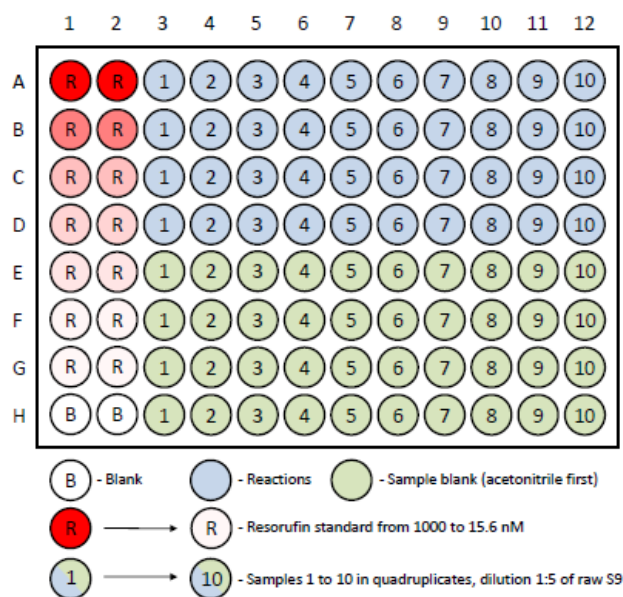 1 2 3 4 5 6 7 8 9 10 11 12
A R R 1 2 3 4 5 6 7 8 9 10
B R R 1 2 3 4 5 6 7 8 9 10
C R R 1 2 3 4 5 6 7 8 9 10
D R R 1 2 3 4 5 6 7 8 9 10
E R R 1 2 3 4 5 6 7 8 9 10
F R R 1 2 3 4 5 6 7 8 9 10
G R R 1 2 3 4 5 6 7 8 9 10
H B B 1 2 3 4 5 6 7 8 9 10
B - Blank - Reactions - Sample blank (acetonitrile first)
R R - Resorufin standard from 1000 to 15.6 nM
1 10 - Samples 1 to 10 in quadruplicates, dilution 1:5 of raw S9